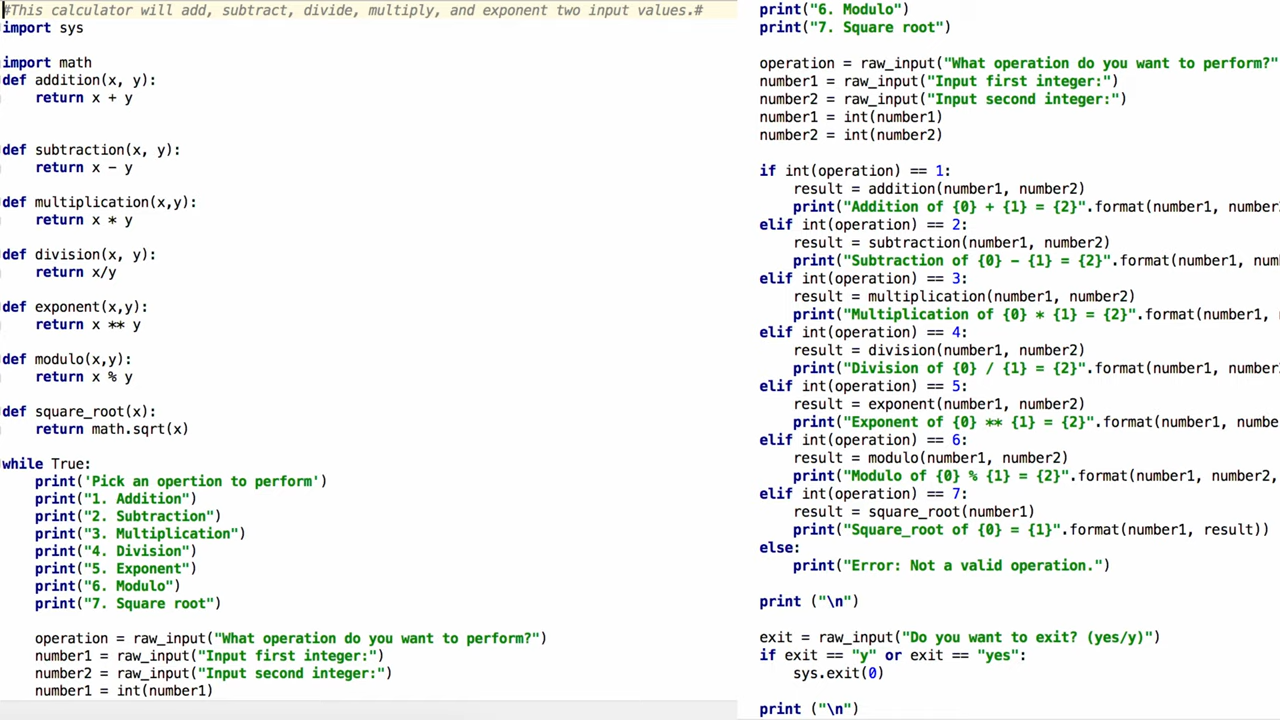 #This calculator will add, subtract, divide, multiply, and exponent two input values.#
import sys
import math
def addition(x, y):
return x + y
def subtraction(x, y):
return x - y
def multiplication(x,y):
return x * y
def division(x, y):
return x/y
def exponent(x,y):
return x ** y
def modulo(x,y):
return x % y
def square_root(x):
return math.sqrt(x)
while True:
print('Pick an opertion to perform')
print("1. Addition")
print("2. Subtraction")
print("3. Multiplication")
print("4. Division")
print("5. Exponent")
print("6. Modulo")
print("7. Square root")
operation = raw_input("What operation do you want to perform?")
number1 = raw_input("Input first integer:")
number2 = raw_input("Input second integer:")
number1 = int(number1)
print("6. Modulo")
print("7. Square root")
operation = raw_input("What operation do you want to perform?"
number1 = raw_input("Input first integer:")
number2 = raw_input("Input second integer:")
number1 = int(number1)
number2 = int(number2)
if int(operation) == 1:
result = addition(number1, number2)
print("Addition of {0} + {1} = {2}".format(number1, number2
elif int(operation) == 2:
result = subtraction(number1, number2)
print("Subtraction of {0} - {1} = {2}".format(number1, num
elif int(operation) == 3:
result = multiplication(number1, number2)
print("Multiplication of {0} * {1} = {2}".format(number1,
elif int(operation) == 4:
result = division(number1, number2)
print("Division of {0} / {1} = {2}".format(number1, number2
elif int(operation) == 5:
result = exponent(number1, number2)
print("Exponent of {0} ** {1} = {2}".format(number1, numbe
elif int(operation) == 6:
result = modulo(number1, number2)
print("Modulo of {0} % {1} = {2}".format(number1, number2,
elif int(operation) == 7:
result = square_root(number1)
print("Square_root of {0} = {1}".format(number1, result))
else:
print("Error: Not a valid operation.")
print ("\n")
exit = raw_input("Do you want to exit? (yes/y)")
if exit == "y" or exit == "yes":
sys.exit(0)
print ("\n")